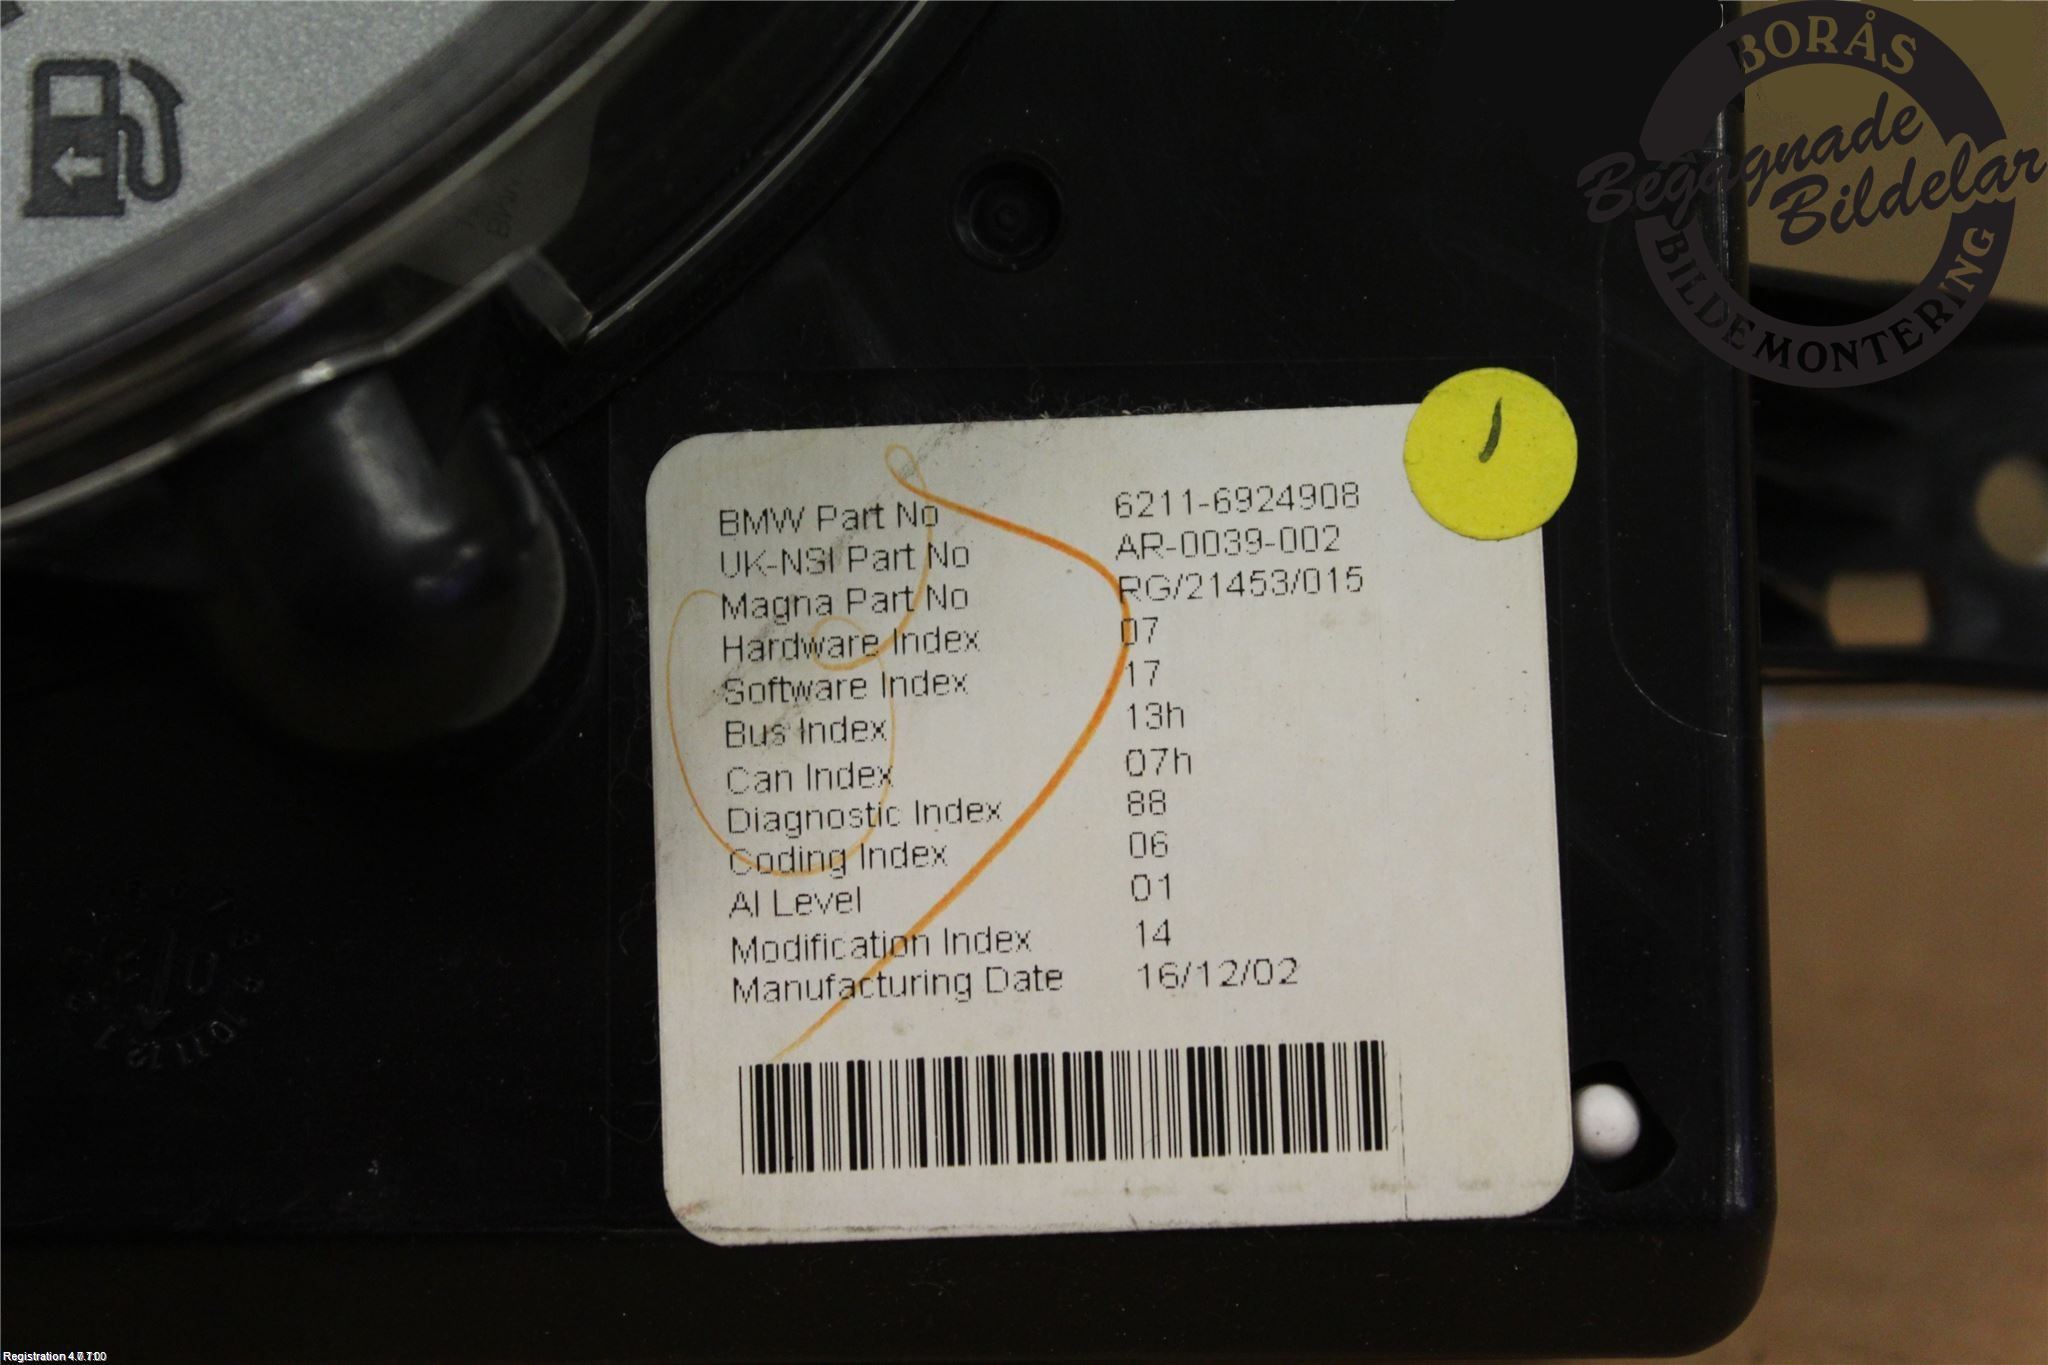 BORÅS
Begagnade
Bildelar
BILDEMONTERING
1
BMW Part No 6211-6924908
UK-NSI Part No AR-0039-002
Magna Part No RG/21453/015
Hardware Index 07
Software Index 17
Bus Index 13h
Can Index 07h
Diagnostic Index 88
Coding Index 06
AI Level 01
Modification Index 14
Manufacturing Date 16/12/02
Registration